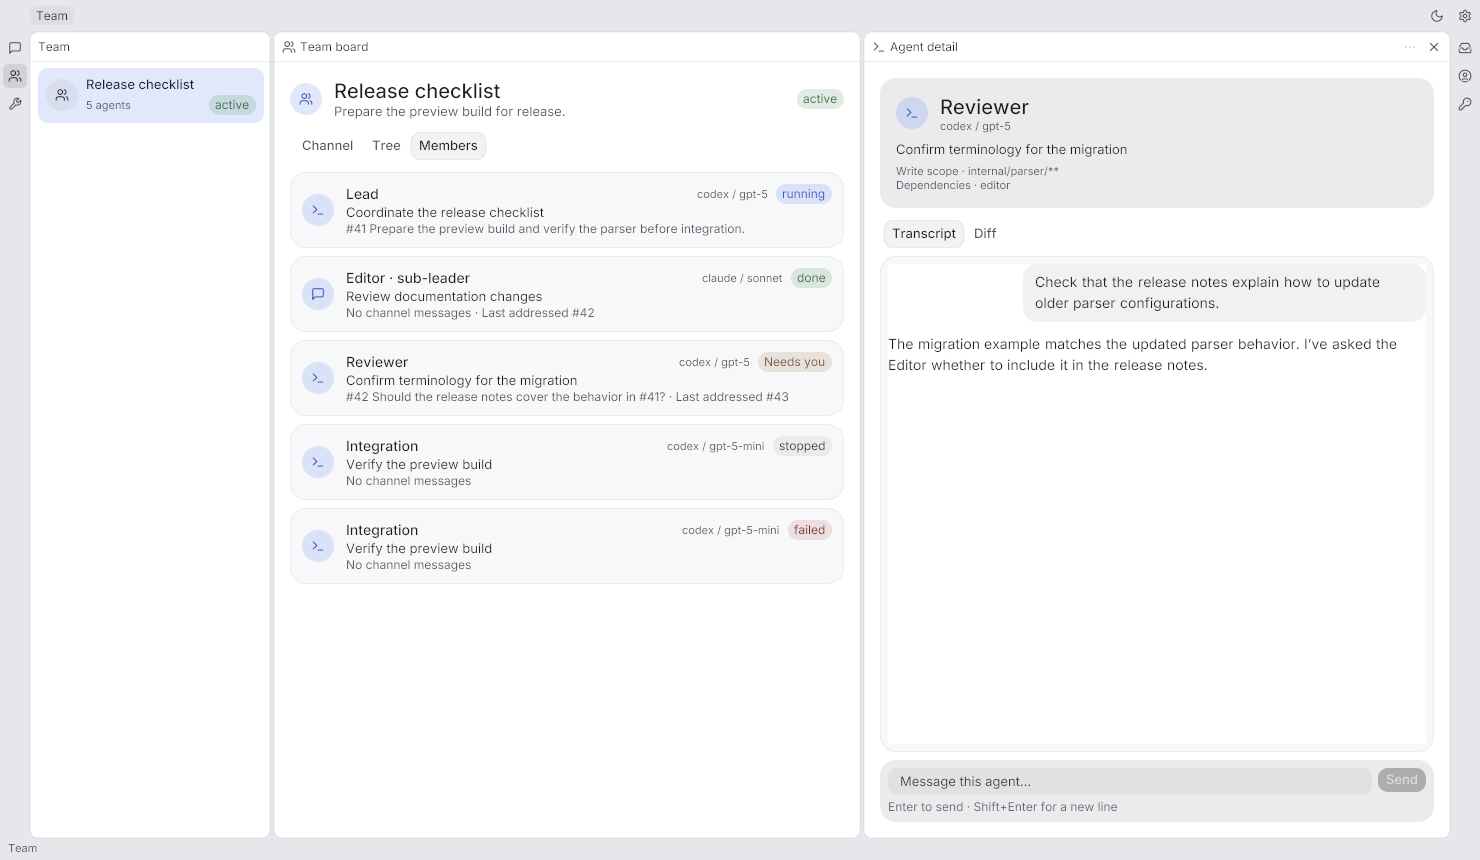 Team
Team
Release checklist
5 agents
active
Team board
Release checklist
Prepare the preview build for release.
active
Channel
Tree
Members
Lead
codex / gpt-5
running
Coordinate the release checklist
#41 Prepare the preview build and verify the parser before integration.
Editor · sub-leader
claude / sonnet
done
Review documentation changes
No channel messages · Last addressed #42
Reviewer
codex / gpt-5
Needs you
Confirm terminology for the migration
#42 Should the release notes cover the behavior in #41? · Last addressed #43
Integration
codex / gpt-5-mini
stopped
Verify the preview build
No channel messages
Integration
codex / gpt-5-mini
failed
Verify the preview build
No channel messages
Agent detail
Reviewer
codex / gpt-5
Confirm terminology for the migration
Write scope · internal/parser/**
Dependencies · editor
Transcript
Diff
Check that the release notes explain how to update
older parser configurations.
The migration example matches the updated parser behavior. I’ve asked the
Editor whether to include it in the release notes.
Message this agent...
Send
Enter to send · Shift+Enter for a new line
Team